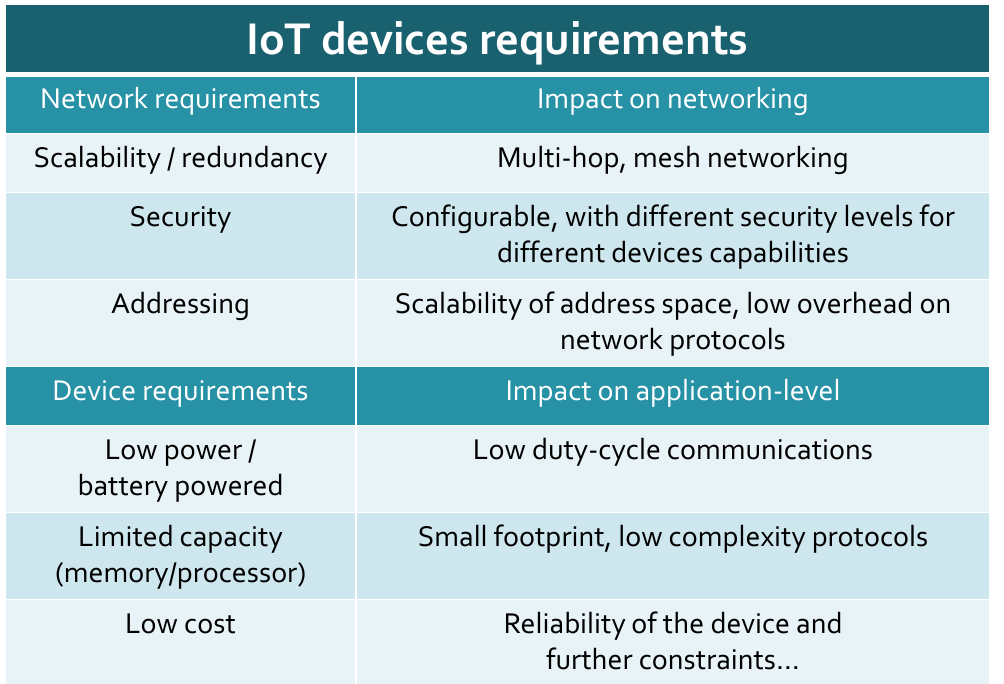 IoT devices requirements
Network requirements
Impact on networking
Scalability / redundancy
Multi-hop, mesh networking
Security
Configurable, with different security levels for
different devices capabilities
Addressing
Scalability of address space, low overhead on
network protocols
Device requirements
Impact on application-level
Low power /
battery powered
Low duty-cycle communications
Limited capacity
(memory/processor)
Small footprint, low complexity protocols
Low cost
Reliability of the device and
further constraints...